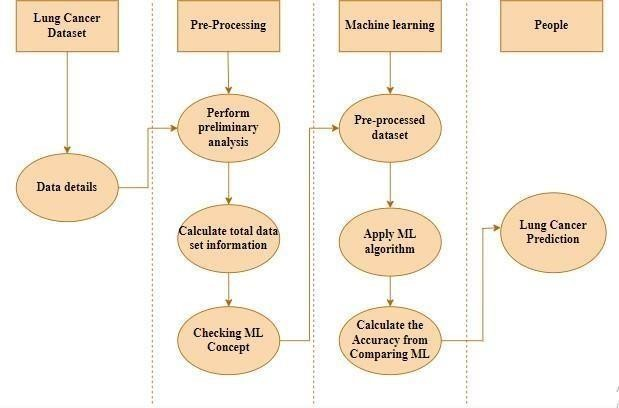 Lung Cancer
Dataset
Pre-Processing
Machine learning
People
Data details
Perform
preliminary
analysis
Calculate total data
set information
Checking ML
Concept
Pre-processed
dataset
Apply ML
algorithm
Calculate the
Accuracy from
Comparing ML
Lung Cancer
Prediction